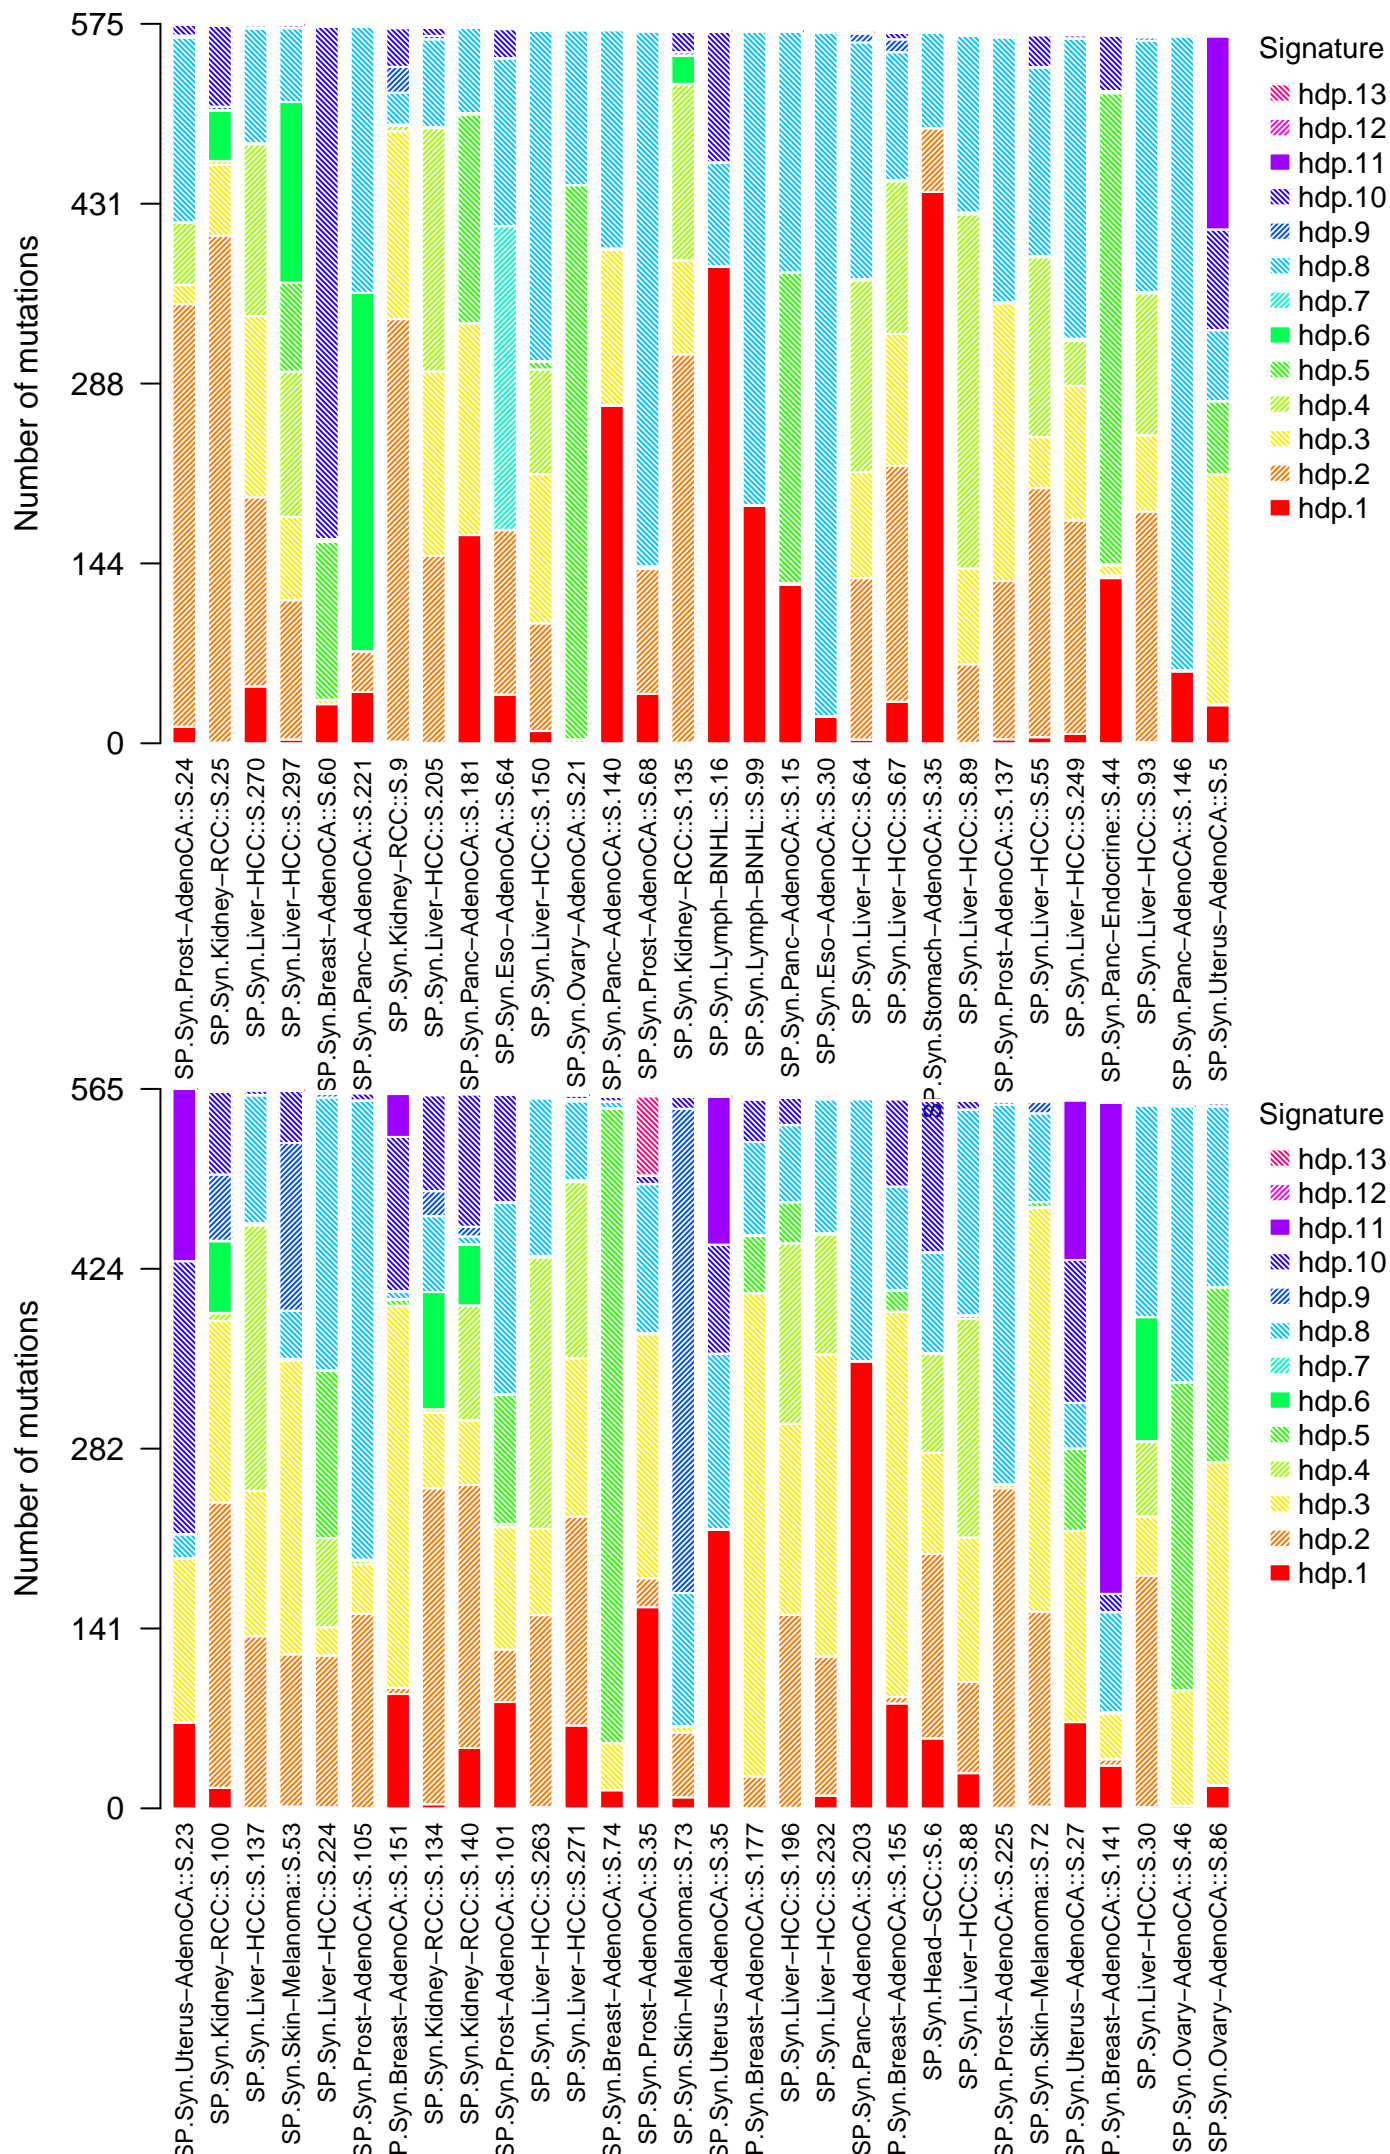 575
431
288
144
0
Number of mutations
Signature
hdp.13
hdp.12
hdp.11
hdp.10
hdp.9
hdp.8
hdp.7
hdp.6
hdp.5
hdp.4
hdp.3
hdp.2
hdp.1
SP.Syn.Prost−AdenoCA::S.24
SP.Syn.Kidney−RCC::S.25
SP.Syn.Liver−HCC::S.270
SP.Syn.Liver−HCC::S.297
SP.Syn.Breast−AdenoCA::S.60
SP.Syn.Panc−AdenoCA::S.221
SP.Syn.Kidney−RCC::S.9
SP.Syn.Liver−HCC::S.205
SP.Syn.Panc−AdenoCA::S.181
SP.Syn.Eso−AdenoCA::S.64
SP.Syn.Liver−HCC::S.150
SP.Syn.Ovary−AdenoCA::S.21
SP.Syn.Panc−AdenoCA::S.140
SP.Syn.Prost−AdenoCA::S.68
SP.Syn.Kidney−RCC::S.135
SP.Syn.Lymph−BNHL::S.16
SP.Syn.Lymph−BNHL::S.99
SP.Syn.Panc−AdenoCA::S.15
SP.Syn.Eso−AdenoCA::S.30
SP.Syn.Liver−HCC::S.64
SP.Syn.Liver−HCC::S.67
SP.Syn.Stomach−AdenoCA::S.35
SP.Syn.Liver−HCC::S.89
SP.Syn.Prost−AdenoCA::S.137
SP.Syn.Liver−HCC::S.55
SP.Syn.Liver−HCC::S.249
SP.Syn.Panc−Endocrine::S.44
SP.Syn.Liver−HCC::S.93
SP.Syn.Panc−AdenoCA::S.146
SP.Syn.Uterus−AdenoCA::S.5
565
424
282
141
0
Number of mutations
Signature
hdp.13
hdp.12
hdp.11
hdp.10
hdp.9
hdp.8
hdp.7
hdp.6
hdp.5
hdp.4
hdp.3
hdp.2
hdp.1
SP.Syn.Uterus−AdenoCA::S.23
SP.Syn.Kidney−RCC::S.100
SP.Syn.Liver−HCC::S.137
SP.Syn.Skin−Melanoma::S.53
SP.Syn.Liver−HCC::S.224
SP.Syn.Prost−AdenoCA::S.105
P.Syn.Breast−AdenoCA::S.151
SP.Syn.Kidney−RCC::S.134
SP.Syn.Kidney−RCC::S.140
SP.Syn.Prost−AdenoCA::S.101
SP.Syn.Liver−HCC::S.263
SP.Syn.Liver−HCC::S.271
SP.Syn.Breast−AdenoCA::S.74
SP.Syn.Prost−AdenoCA::S.35
SP.Syn.Skin−Melanoma::S.73
SP.Syn.Uterus−AdenoCA::S.35
P.Syn.Breast−AdenoCA::S.177
SP.Syn.Liver−HCC::S.196
SP.Syn.Liver−HCC::S.232
SP.Syn.Panc−AdenoCA::S.203
P.Syn.Breast−AdenoCA::S.155
SP.Syn.Head−SCC::S.6
SP.Syn.Liver−HCC::S.88
SP.Syn.Prost−AdenoCA::S.225
SP.Syn.Skin−Melanoma::S.72
SP.Syn.Uterus−AdenoCA::S.27
P.Syn.Breast−AdenoCA::S.141
SP.Syn.Liver−HCC::S.30
SP.Syn.Ovary−AdenoCA::S.46
SP.Syn.Ovary−AdenoCA::S.86